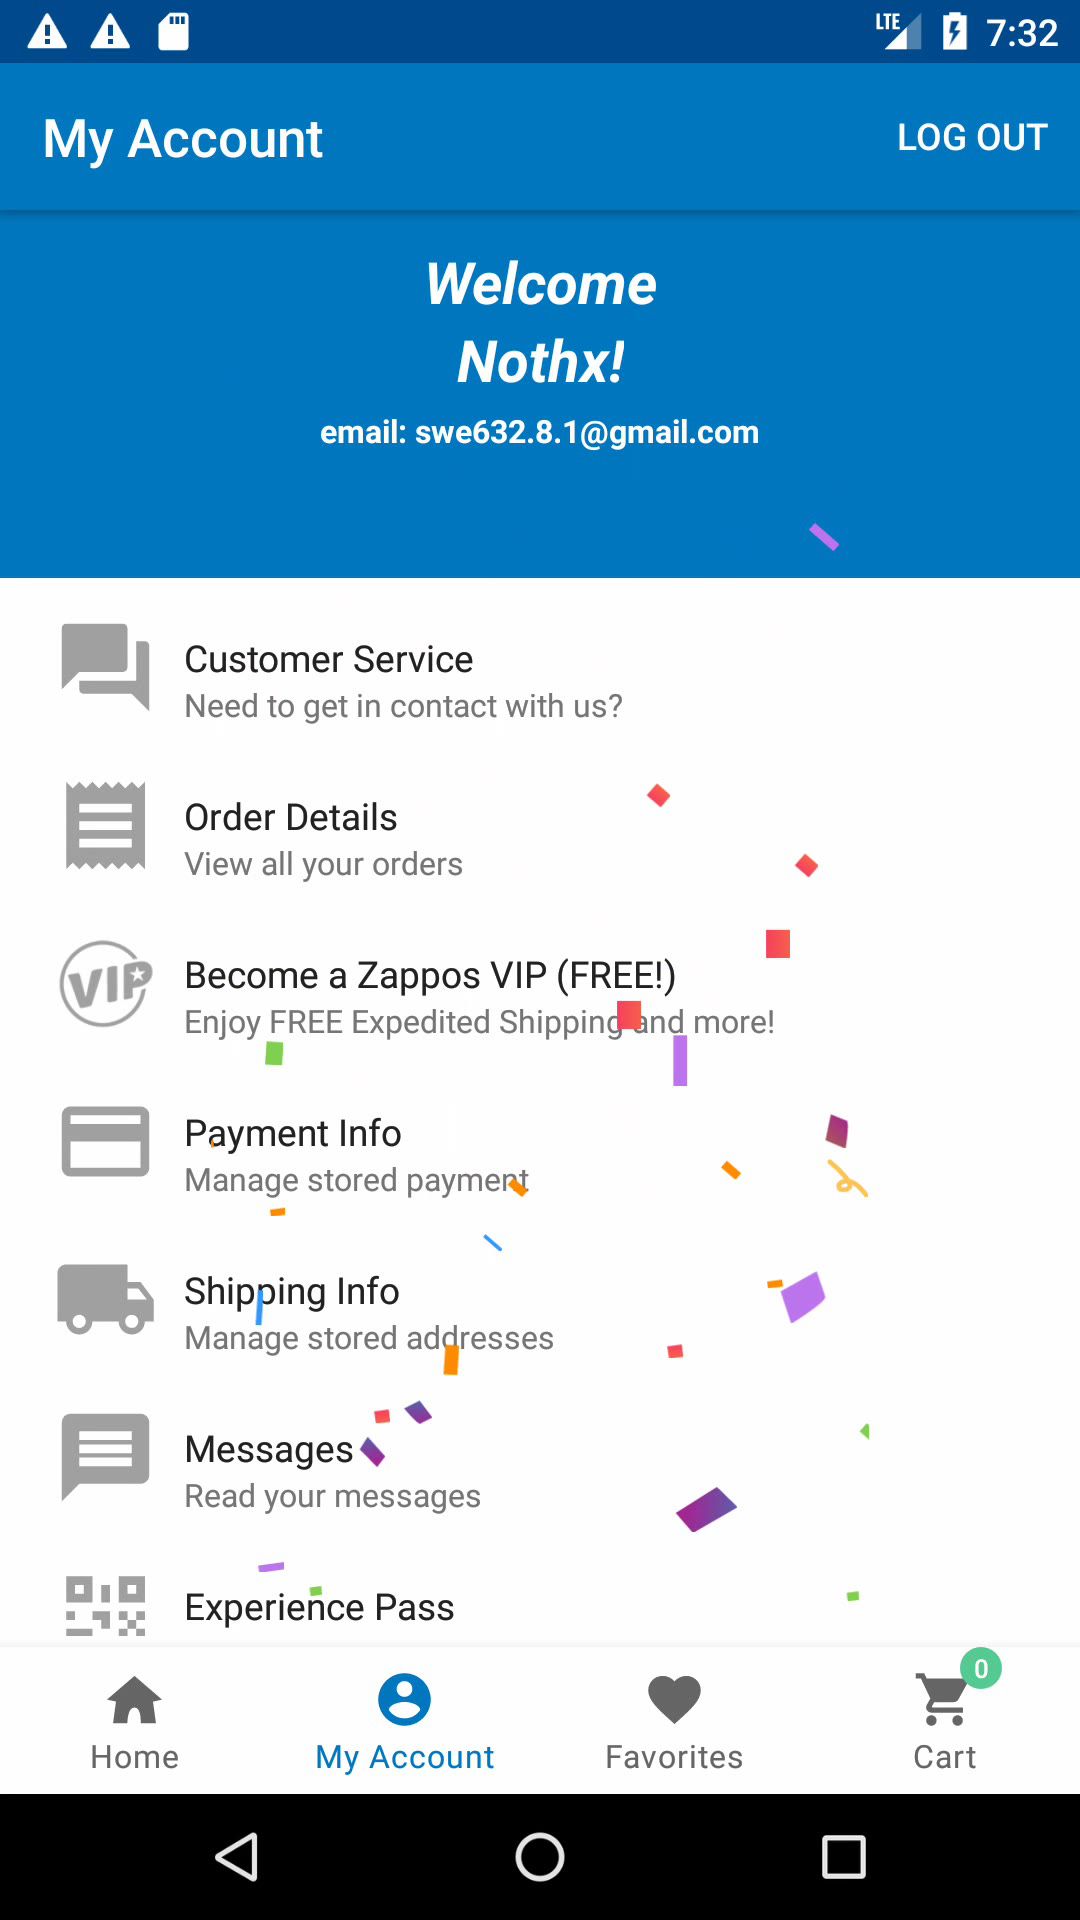 LTE 7:32
My Account LOG OUT
Welcome
Nothx!
email: swe632.8.1@gmail.com
Customer Service
Need to get in contact with us?
Order Details
View all your orders
VIP
Become a Zappos VIP (FREE!)
Enjoy FREE Expedited Shipping and more!
Payment Info
Manage stored payment
Shipping Info
Manage stored addresses
Messages
Read your messages
Experience Pass
0
Home My Account Favorites Cart